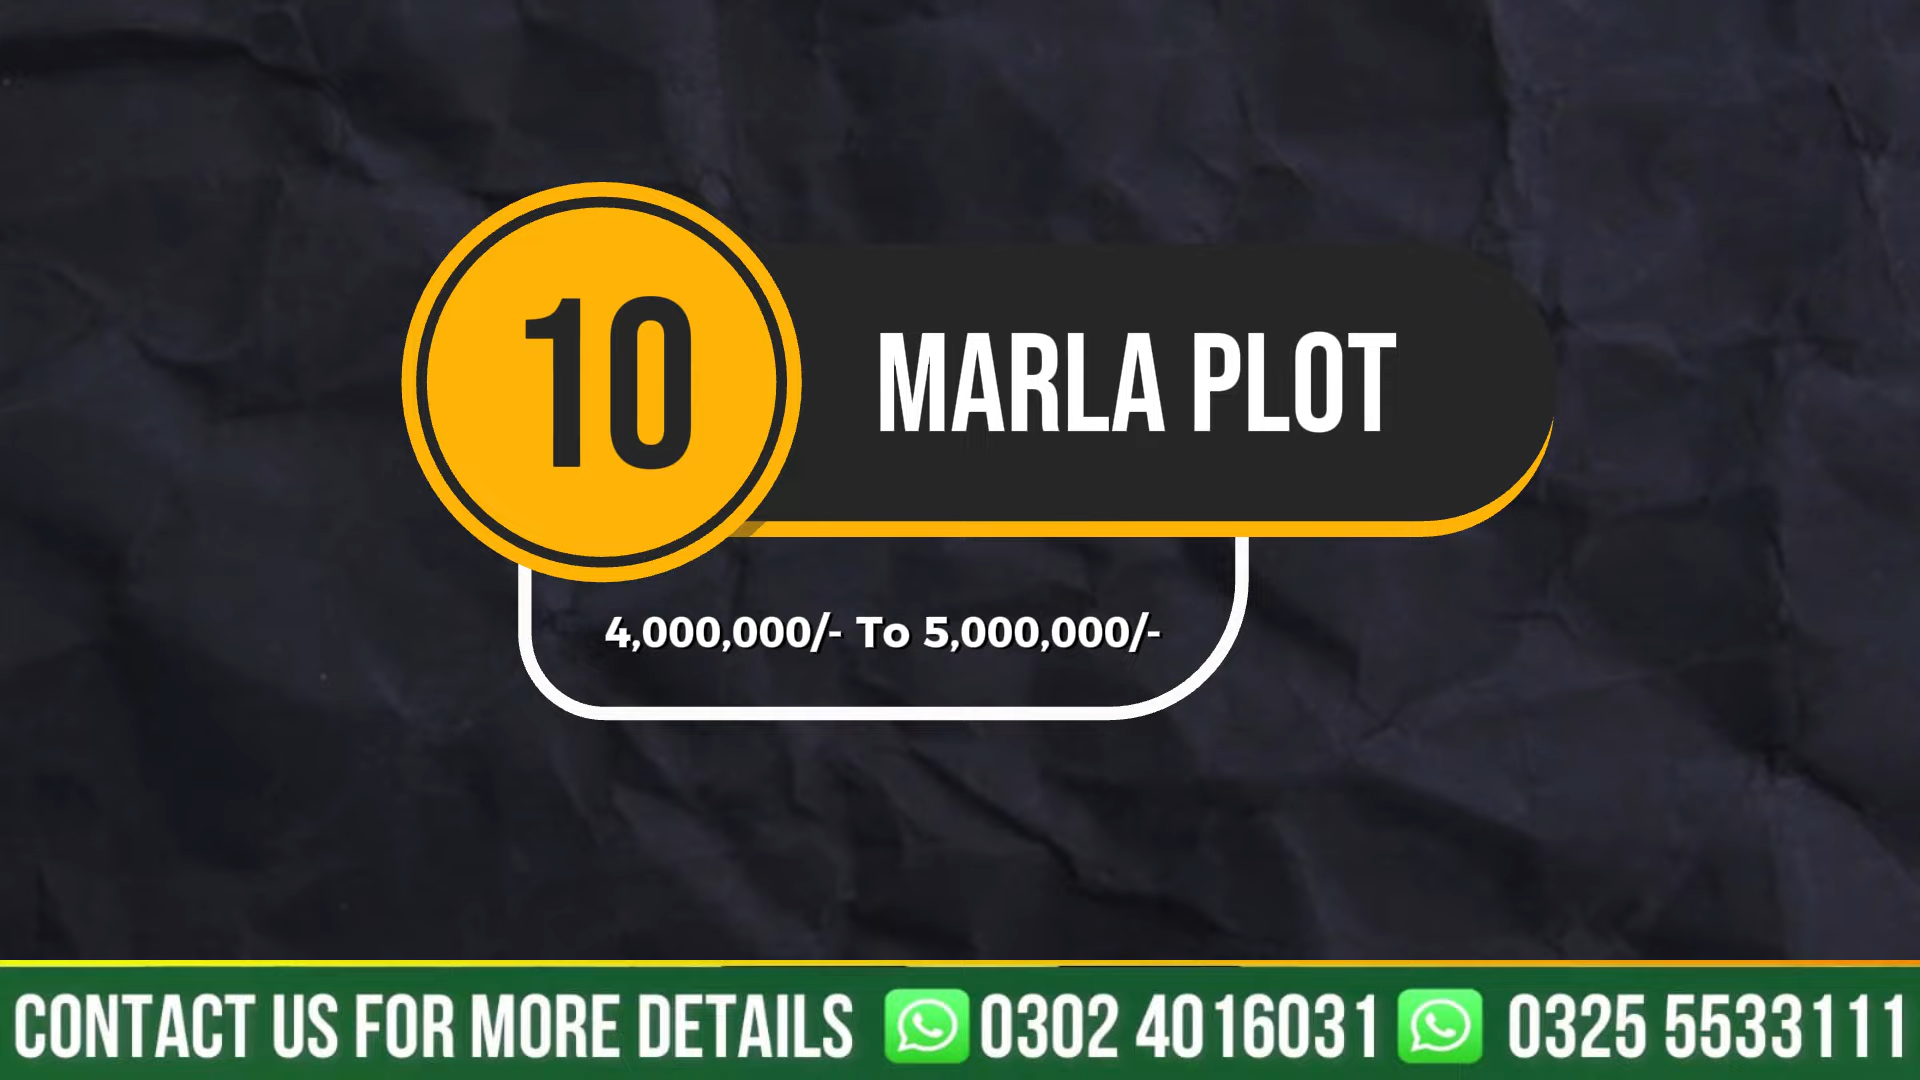 10
MARLA PLOT
4,000,000/- To 5,000,000/-
CONTACT US FOR MORE DETAILS 0302 4016031 0325 5533111